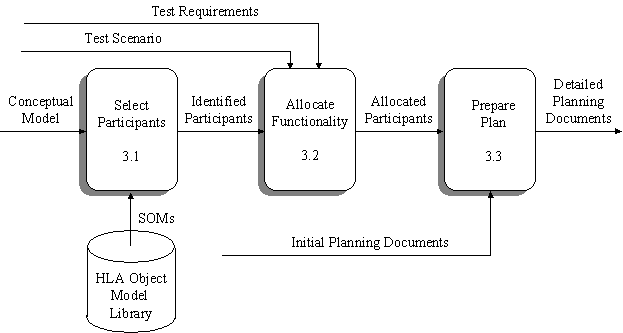 Test Requirements
Test Scenario
Conceptual
Model
Select
Participants
3.1
Identified
Participants
Allocate
Functionality
3.2
Allocated
Participants
Prepare
Plan
3.3
Detailed
Planning
Documents
SOMs
HLA Object
Model
Library
Initial Planning Documents